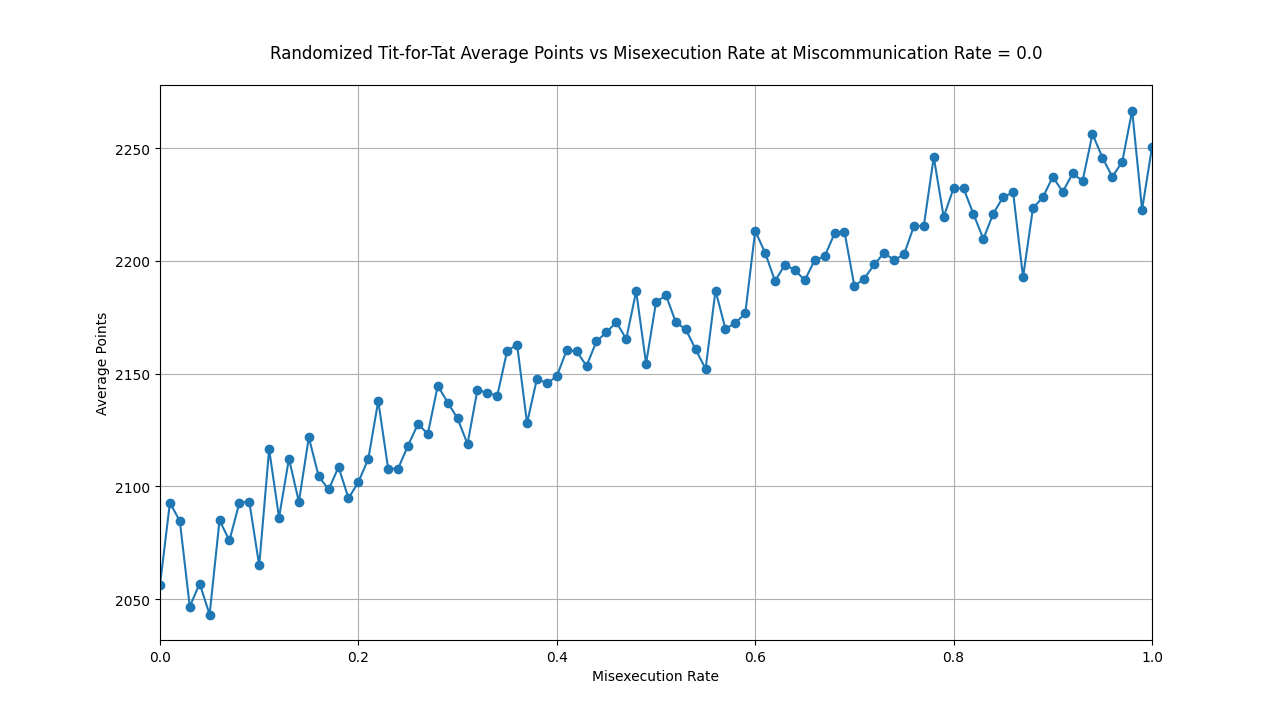 Randomized Tit-for-Tat Average Points vs Misexecution Rate at Miscommunication Rate = 0.0
2250
2200
2150
2100
2050
Average Points
0.0 0.2 0.4 0.6 0.8 1.0
Misexecution Rate